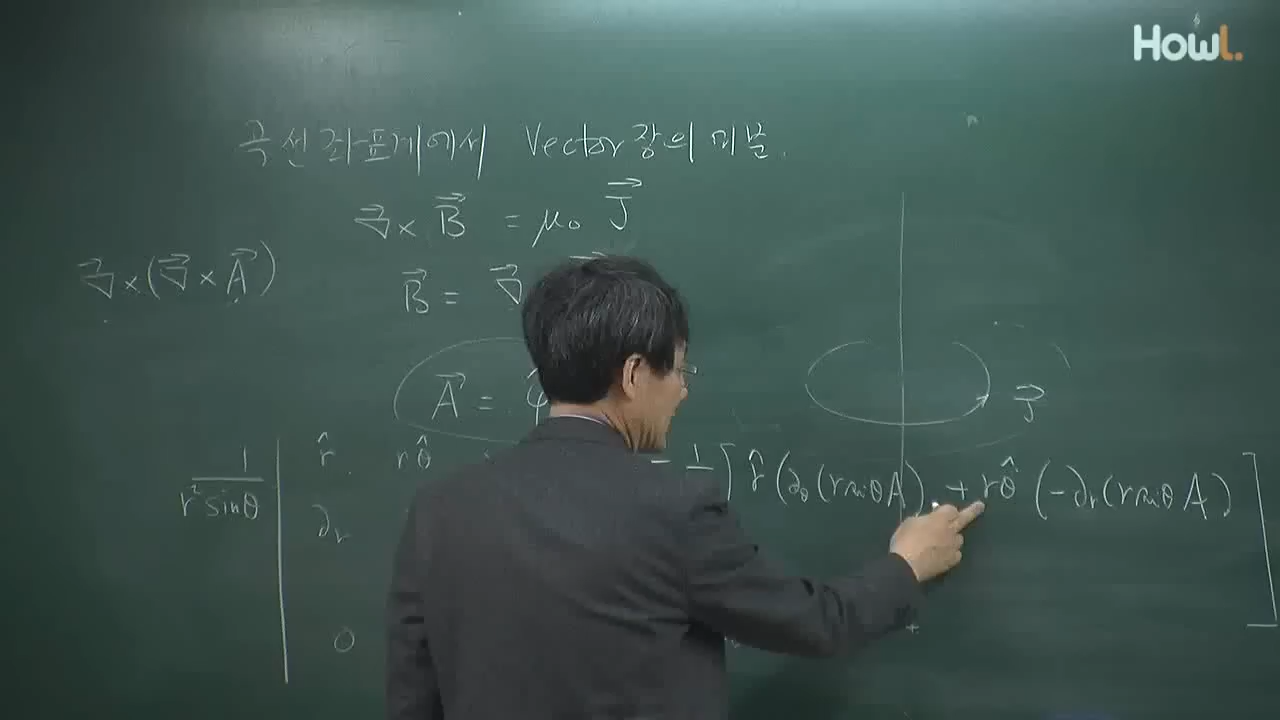 HowL.
곡선좌표계에서 Vector장의 미분.
∇⃗ × B⃗ = μ₀ J⃗
∇⃗ × (∇⃗ × A⃗)
B⃗ = ∇⃗
A⃗ = φ̂
J⃗
1 / r² sinθ
r̂ rθ̂
∂r
0
r̂ (∂θ (r sinθ A) + rθ̂ (−∂r (r sinθ A) ]